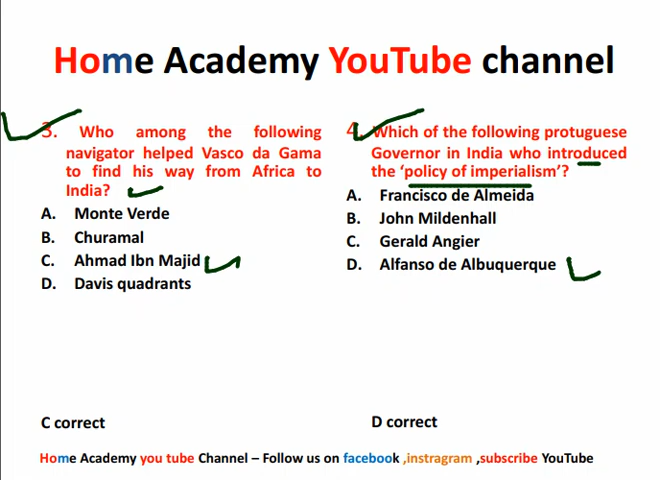 Home Academy YouTube channel
3. Who among the following
navigator helped Vasco da Gama
to find his way from Africa to
India?
A. Monte Verde
B. Churamal
C. Ahmad Ibn Majid
D. Davis quadrants
C correct
4. Which of the following protuguese
Governor in India who introduced
the ‘policy of imperialism’?
A. Francisco de Almeida
B. John Mildenhall
C. Gerald Angier
D. Alfanso de Albuquerque
D correct
Home Academy you tube Channel – Follow us on facebook ,instragram ,subscribe YouTube